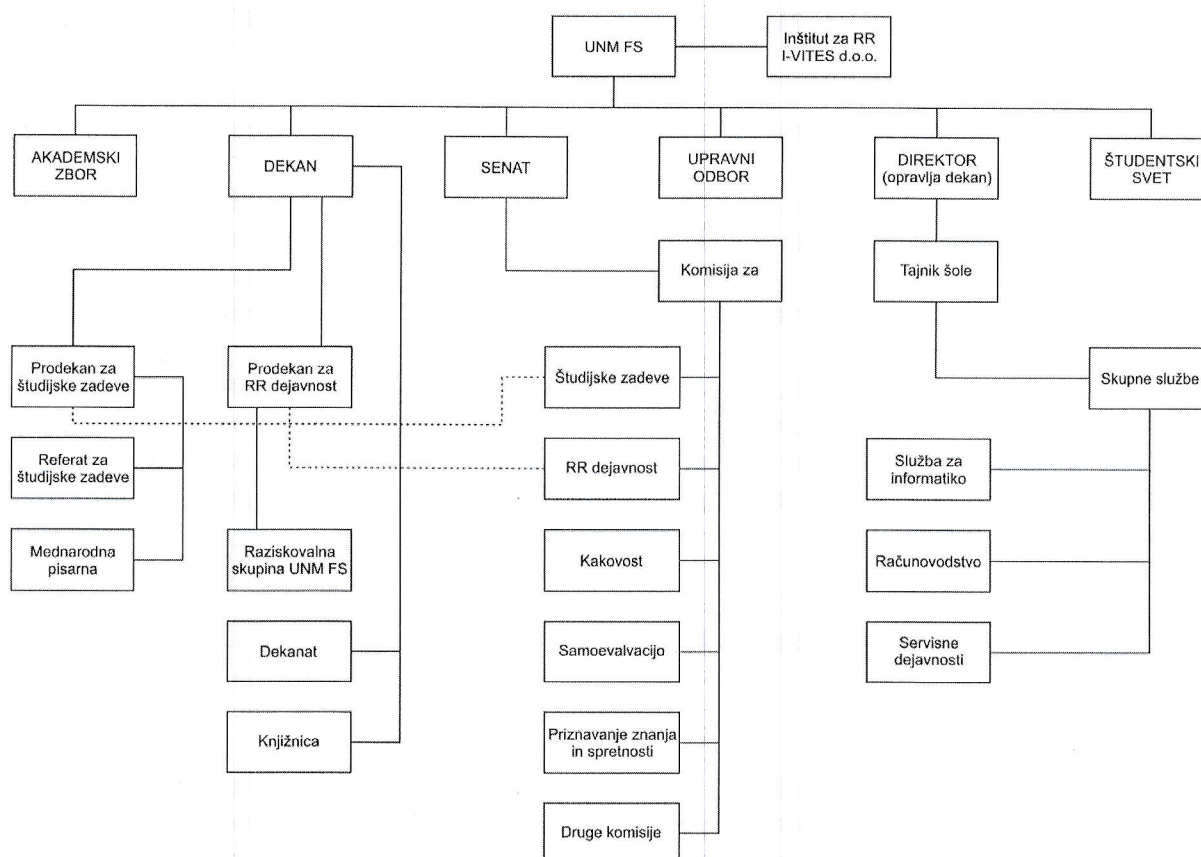 UNM FS
Inštitut za RR
I-VITES d.o.o.
AKADEMSKI
ZBOR
DEKAN
SENAT
UPRAVNI
ODBOR
DIREKTOR
(opravlja dekan)
ŠTUDENTSKI
SVET
Komisija za
Tajnik šole
Prodekan za
študijske zadeve
Prodekan za
RR dejavnost
Študijske zadeve
Skupne službe
Referat za
študijske zadeve
RR dejavnost
Služba za
informatiko
Mednarodna
pisarna
Raziskovalna
skupina UNM FS
Kakovost
Računovodstvo
Dekanat
Samoevalvacijo
Servisne
dejavnosti
Knjižnica
Priznavanje znanja
in spretnosti
Druge komisije